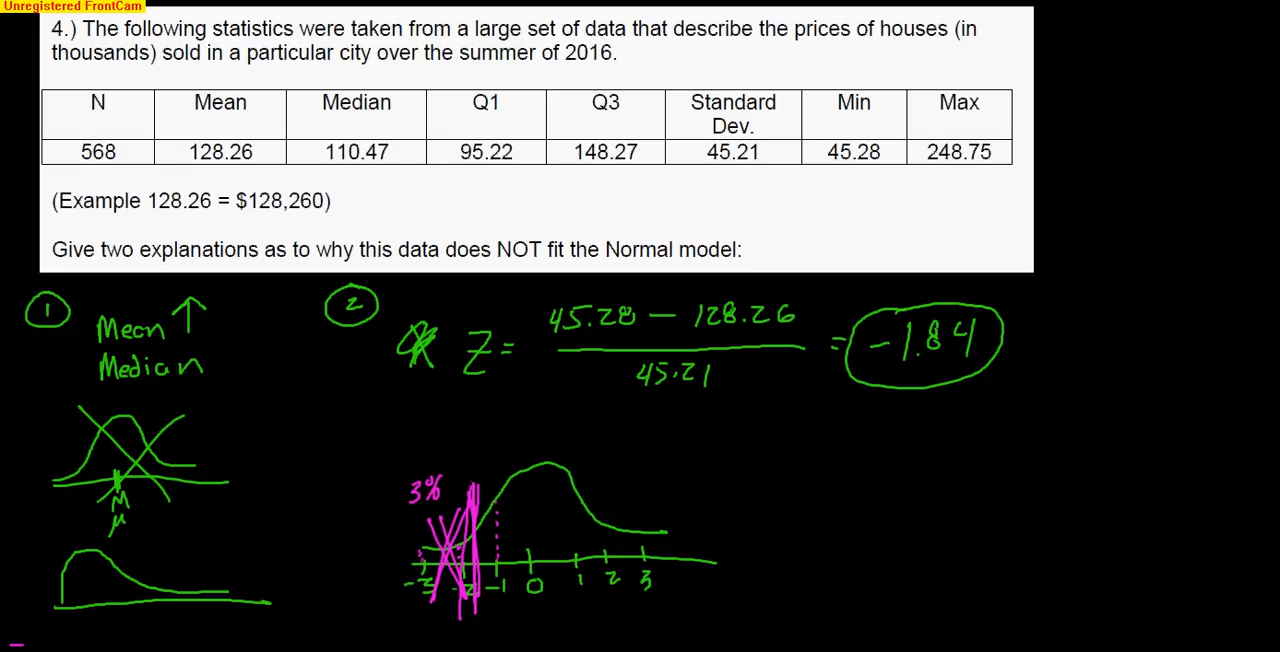 Unregistered FrontCam
4.) The following statistics were taken from a large set of data that describe the prices of houses (in
thousands) sold in a particular city over the summer of 2016.
N Mean Median Q1 Q3 Standard Dev. Min Max
568 128.26 110.47 95.22 148.27 45.21 45.28 248.75
(Example 128.26 = $128,260)
Give two explanations as to why this data does NOT fit the Normal model:
1
Mean ↑
Median
M
μ
2
Z = 45.28 - 128.26 = -1.84
45.21
3%
-3 -2 -1 0 1 2 3